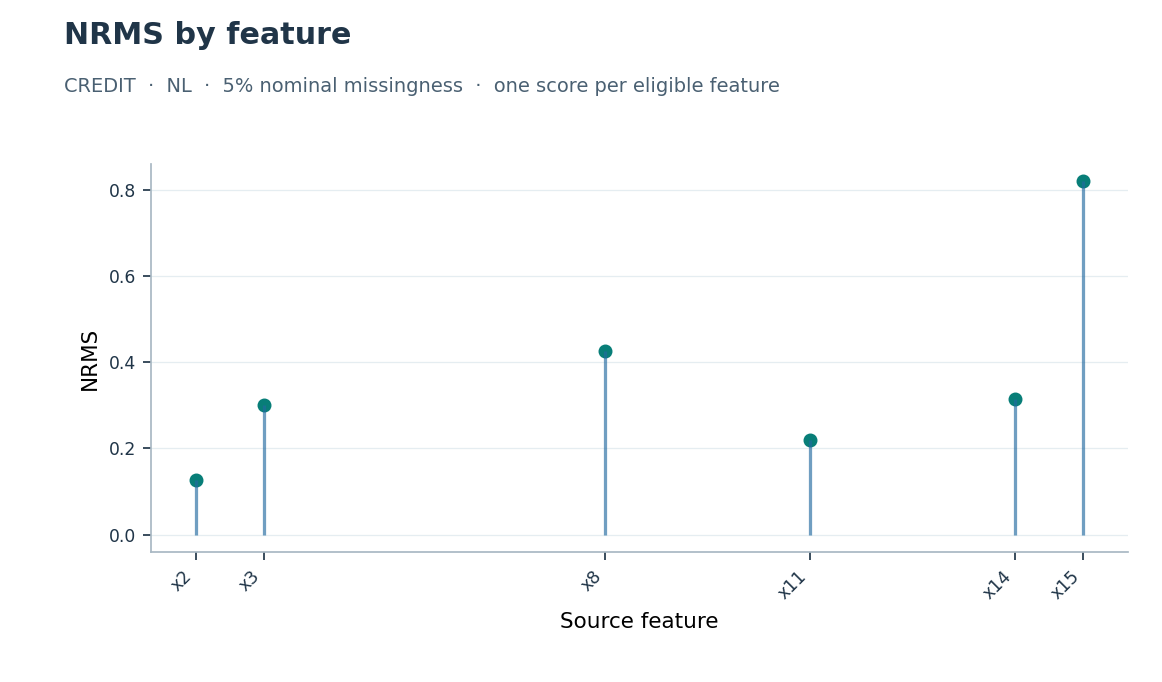 NRMS by feature
CREDIT · NL · 5% nominal missingness · one score per eligible feature
0.8
0.6
0.4
0.2
0.0
NRMS
x2
x3
x8
x11
x14
x15
Source feature